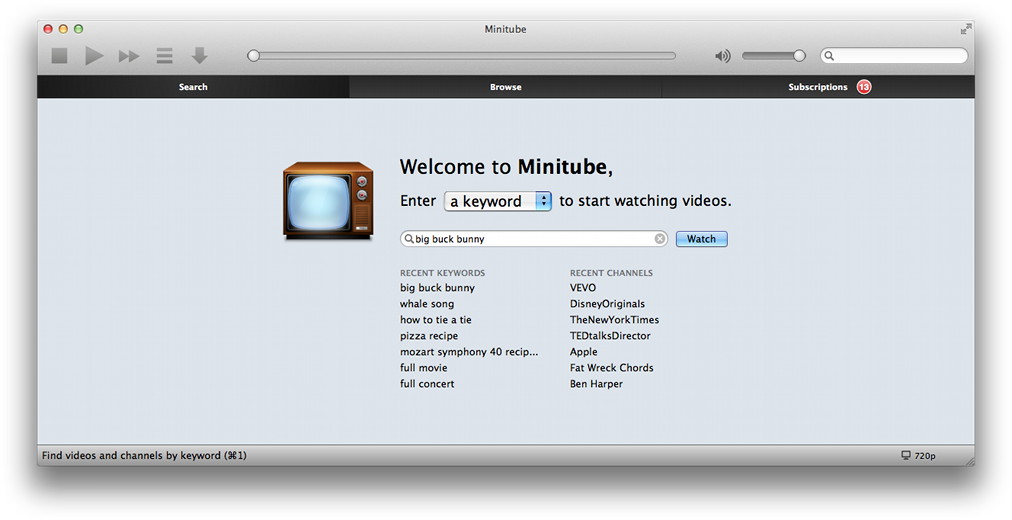 Minitube
Search
Browse
Subscriptions 13
Welcome to Minitube,
Enter a keyword to start watching videos.
big buck bunny
Watch
RECENT KEYWORDS
big buck bunny
whale song
how to tie a tie
pizza recipe
mozart symphony 40 recip...
full movie
full concert
RECENT CHANNELS
VEVO
DisneyOriginals
TheNewYorkTimes
TEDtalksDirector
Apple
Fat Wreck Chords
Ben Harper
Find videos and channels by keyword (⌘1)
720p